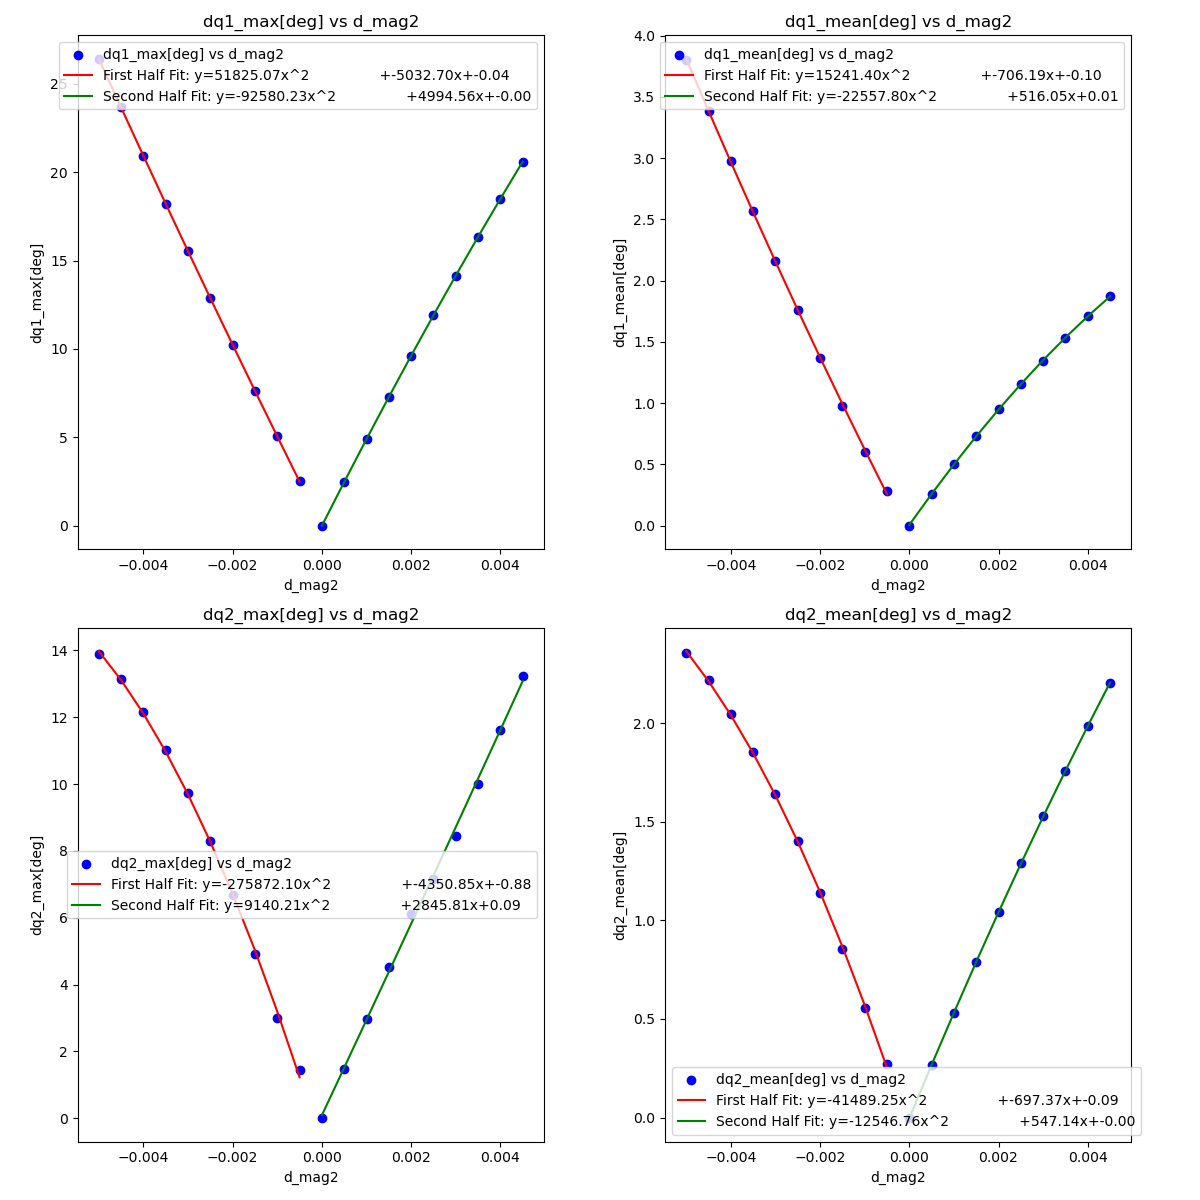 dq1_max[deg] vs d_mag2
dq1_max[deg] vs d_mag2
First Half Fit: y=51825.07x^2 +-5032.70x+-0.04
Second Half Fit: y=-92580.23x^2 +4994.56x+-0.00
25
20
15
10
5
0
dq1_max[deg]
−0.004 −0.002 0.000 0.002 0.004
d_mag2
dq1_mean[deg] vs d_mag2
dq1_mean[deg] vs d_mag2
First Half Fit: y=15241.40x^2 +-706.19x+-0.10
Second Half Fit: y=-22557.80x^2 +516.05x+0.01
4.0
3.5
3.0
2.5
2.0
1.5
1.0
0.5
0.0
dq1_mean[deg]
−0.004 −0.002 0.000 0.002 0.004
d_mag2
dq2_max[deg] vs d_mag2
14
12
10
8
6
4
2
0
dq2_max[deg]
dq2_max[deg] vs d_mag2
First Half Fit: y=-275872.10x^2 +-4350.85x+-0.88
Second Half Fit: y=9140.21x^2 +2845.81x+0.09
−0.004 −0.002 0.000 0.002 0.004
d_mag2
dq2_mean[deg] vs d_mag2
2.0
1.5
1.0
0.5
0.0
dq2_mean[deg]
dq2_mean[deg] vs d_mag2
First Half Fit: y=-41489.25x^2 +-697.37x+-0.09
Second Half Fit: y=-12546.76x^2 +547.14x+-0.00
−0.004 −0.002 0.000 0.002 0.004
d_mag2